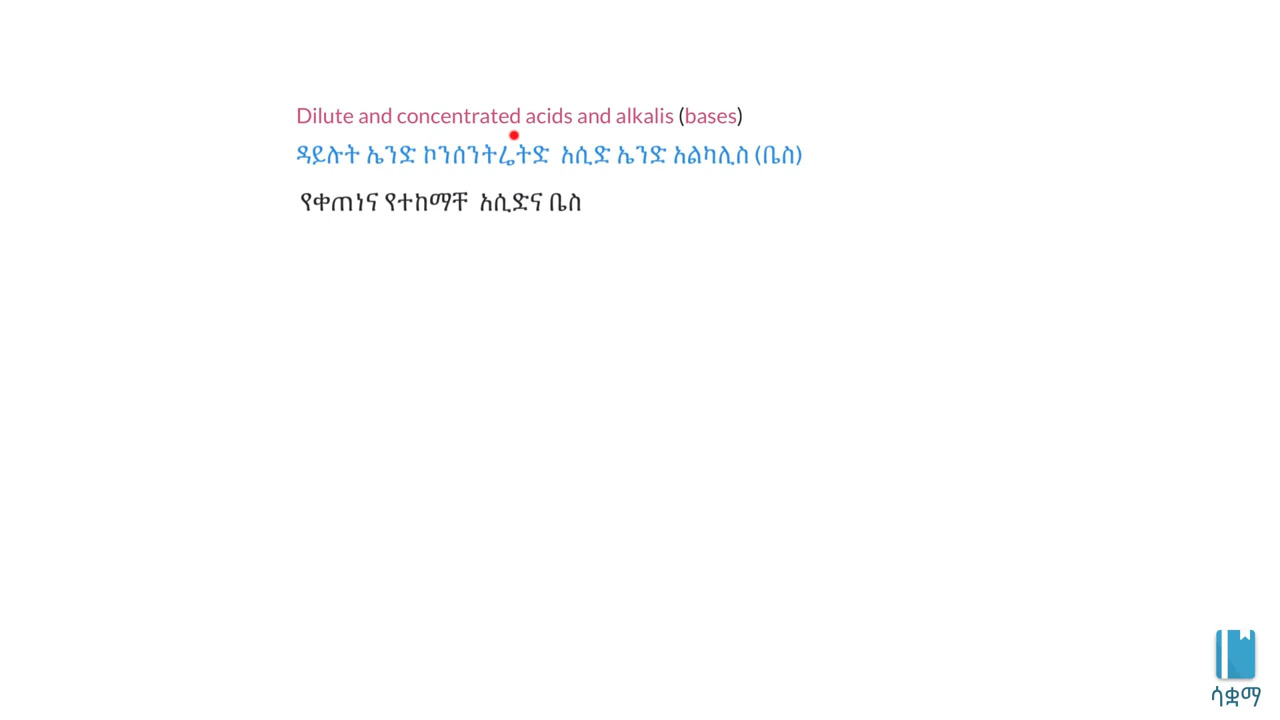 Dilute and concentrated acids and alkalis (bases)
ዳይሉት ኤንድ ኮንሰንትሬትድ አሲድ ኤንድ አልካሊስ (ቤስ)
የቀጠነና የተከማቸ አሲድና ቤስ
ሳቋማ